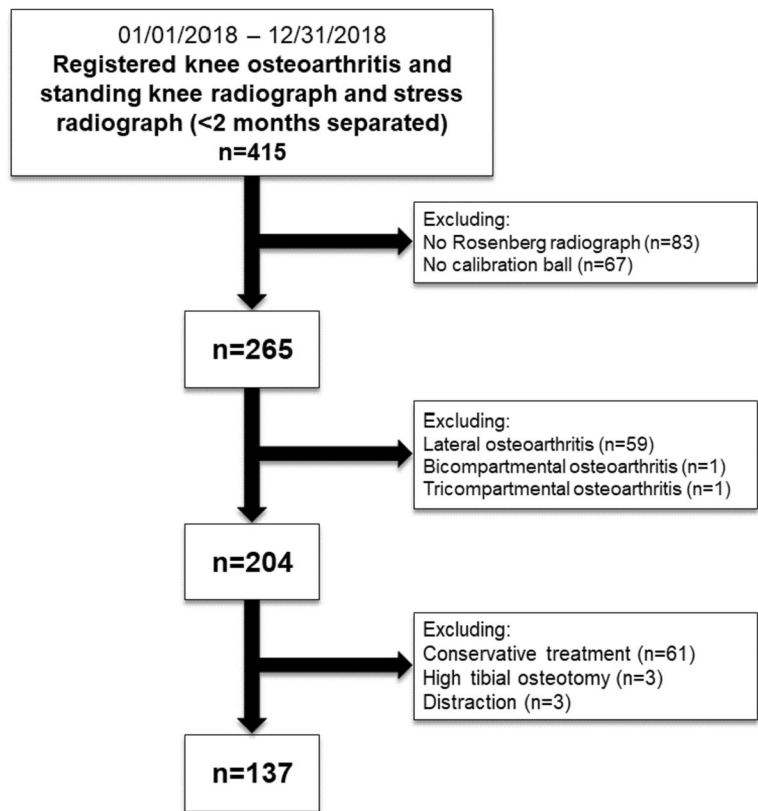 01/01/2018 – 12/31/2018
Registered knee osteoarthritis and
standing knee radiograph and stress
radiograph (<2 months separated)
n=415
Excluding:
No Rosenberg radiograph (n=83)
No calibration ball (n=67)
n=265
Excluding:
Lateral osteoarthritis (n=59)
Bicompartmental osteoarthritis (n=1)
Tricompartmental osteoarthritis (n=1)
n=204
Excluding:
Conservative treatment (n=61)
High tibial osteotomy (n=3)
Distraction (n=3)
n=137